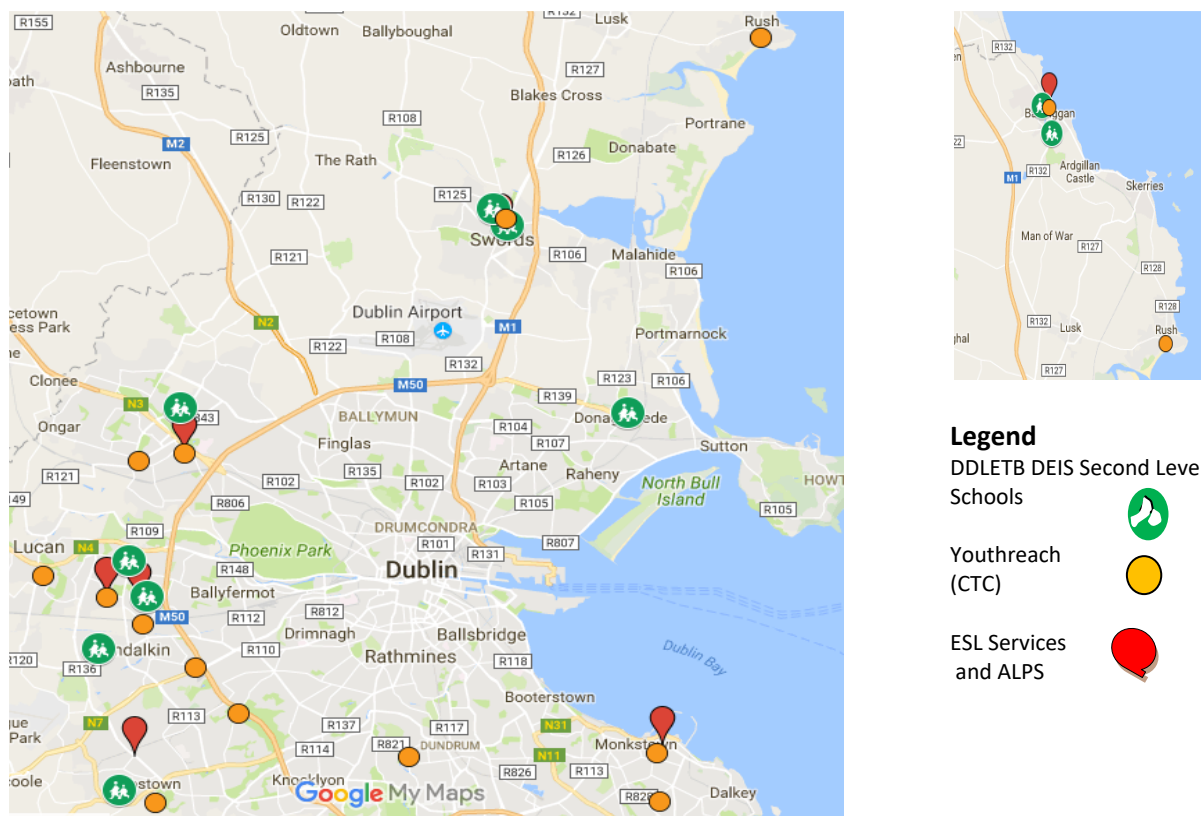 R155
R132
Lusk
Rush
Oldtown
Ballyboughal
R127
Ashbourne
R135
Blakes Cross
R108
Portrane
R125
M2
The Rath
R126
Donabate
Fleenstown
R130
R122
R125
Swords
R121
R106
Malahide
R106
Dublin Airport
N2
R108
M1
Portmarnock
R122
R132
Clonee
R123
R106
M50
N3
R139
Ongar
BALLYMUN
R104
Sutton
Finglas
R107
Artane
R121
R135
Raheny
R102
R102
R103
North Bull
Island
R806
R105
R105
DRUMCONDRA
R109
R101
R131
R807
Lucan
N4
Phoenix Park
Dublin
R148
Ballyfermot
M50
R112
R812
Drimnagh
Ballsbridge
R110
Rathmines
R118
Dublin Bay
R136
Booterstown
N7
R113
R137
R117
N31
R114
R821
DUNDRUM
Monkstown
N11
R826
R113
Knocklyon
R828
Dalkey
Google My Maps
R132
Ardgillan
Castle
R132
M1
Skerries
Man of War
R127
R128
R128
R132
Lusk
Rush
R127
Legend
DDLETB DEIS Second Leve
Schools
Youthreach
(CTC)
ESL Services
and ALPS